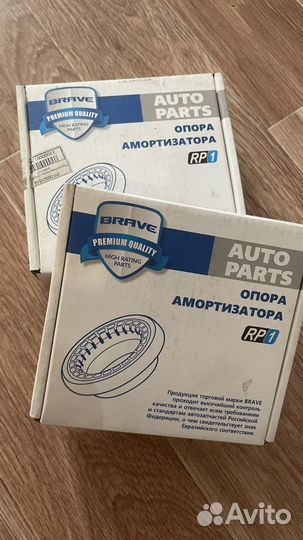 BRAVE
PREMIUM QUALITY
HIGH RATING
PARTS
AUTO
PARTS
ОПОРА
АМОРТИЗАТОРА
RP1
BRAVE
PREMIUM QUALITY
HIGH RATING
PARTS
AUTO
PARTS
ОПОРА
АМОРТИЗАТОРА
RP1
Продукция торговой марки BRAVE
проходит высочайший контроль
качества и отвечает всем требованиям
и стандартам автозапчастей Российской
Федерации, о чем свидетельствует знак
Евразийского соответствия.
Avito